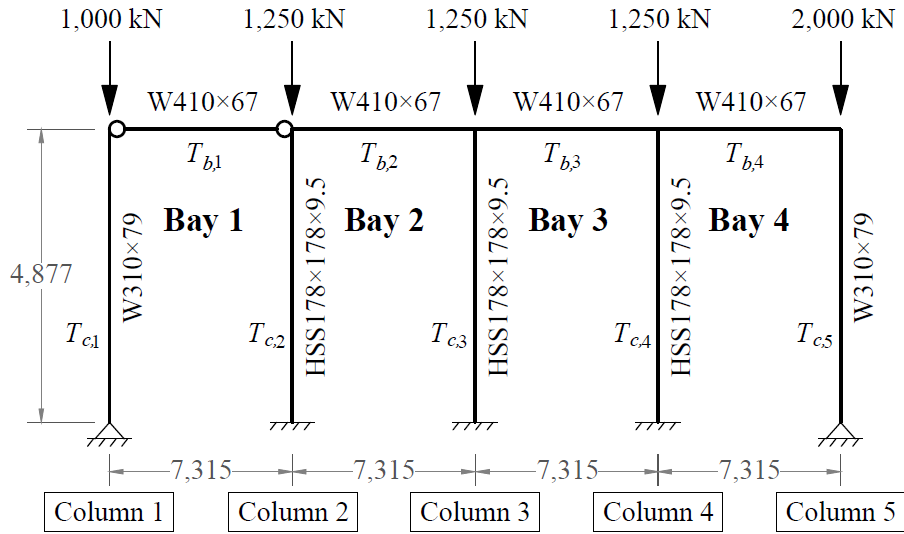 1,000 kN 1,250 kN 1,250 kN 1,250 kN 2,000 kN
W410×67 W410×67 W410×67 W410×67
T_b,1 T_b,2 T_b,3 T_b,4
Bay 1 Bay 2 Bay 3 Bay 4
W310×79 HSS178×178×9.5 HSS178×178×9.5 HSS178×178×9.5 W310×79
4,877
T_c,1 T_c,2 T_c,3 T_c,4 T_c,5
7,315 7,315 7,315 7,315
Column 1 Column 2 Column 3 Column 4 Column 5